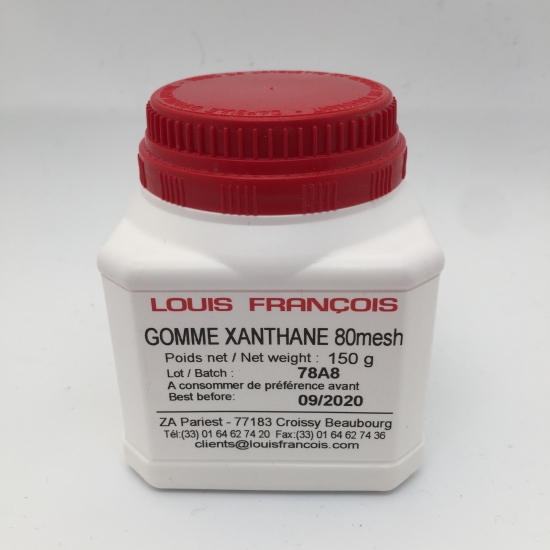 LOUIS FRANÇOIS
GOMME XANTHANE 80mesh
Poids net / Net weight : 150 g
Lot / Batch : 78A8
A consommer de préférence avant
Best before: 09/2020
ZA Pariest - 77183 Croissy Beaubourg
Tél:(33) 01 64 62 74 20 Fax:(33) 01 64 62 74 36
clients@louisfrancois.com